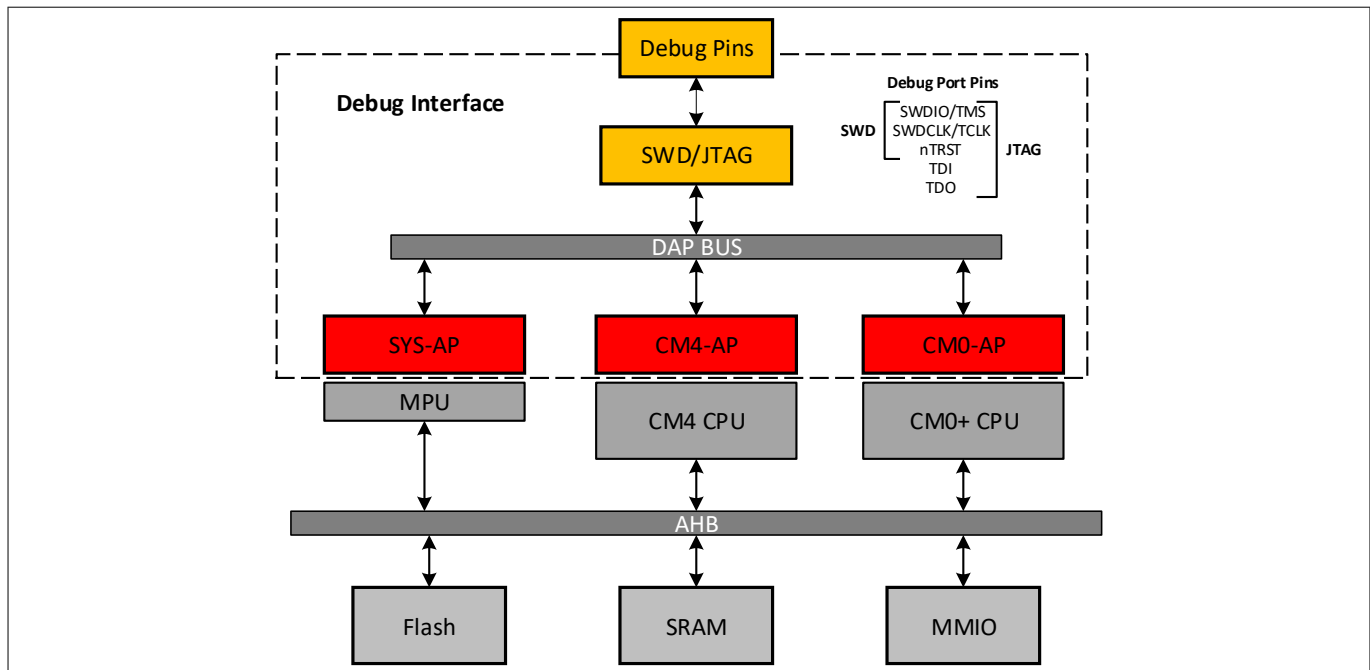 Debug Pins
Debug Interface
Debug Port Pins
SWD
SWDIO/TMS
SWDCLK/TCLK
nTRST
TDI
TDO
JTAG
SWD/JTAG
DAP BUS
SYS-AP
CM4-AP
CM0-AP
MPU
CM4 CPU
CM0+ CPU
AHB
Flash
SRAM
MMIO